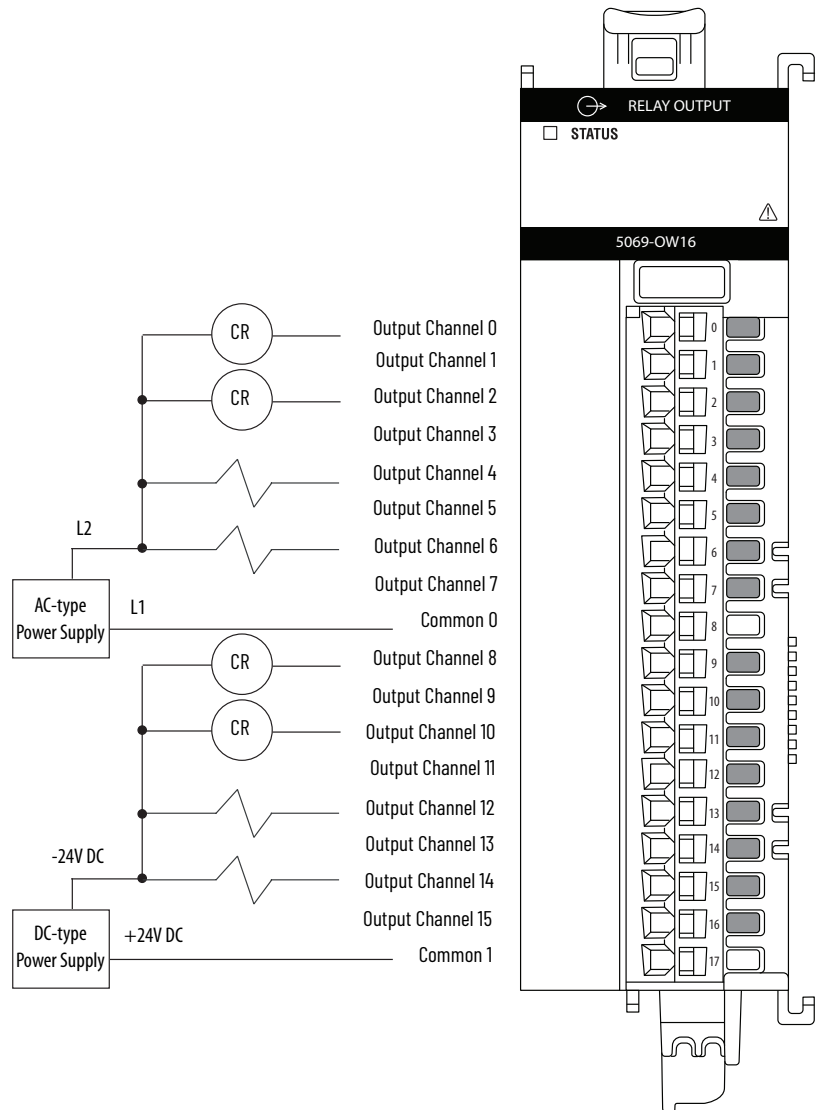 RELAY OUTPUT
STATUS
5069-OW16
CR
Output Channel 0
0
Output Channel 1
1
CR
Output Channel 2
2
Output Channel 3
3
Output Channel 4
4
Output Channel 5
5
L2
Output Channel 6
6
Output Channel 7
7
AC-type
Power Supply
L1
Common 0
8
CR
Output Channel 8
9
Output Channel 9
10
CR
Output Channel 10
11
Output Channel 11
12
Output Channel 12
13
Output Channel 13
14
-24V DC
Output Channel 14
15
Output Channel 15
16
DC-type
Power Supply
+24V DC
Common 1
17